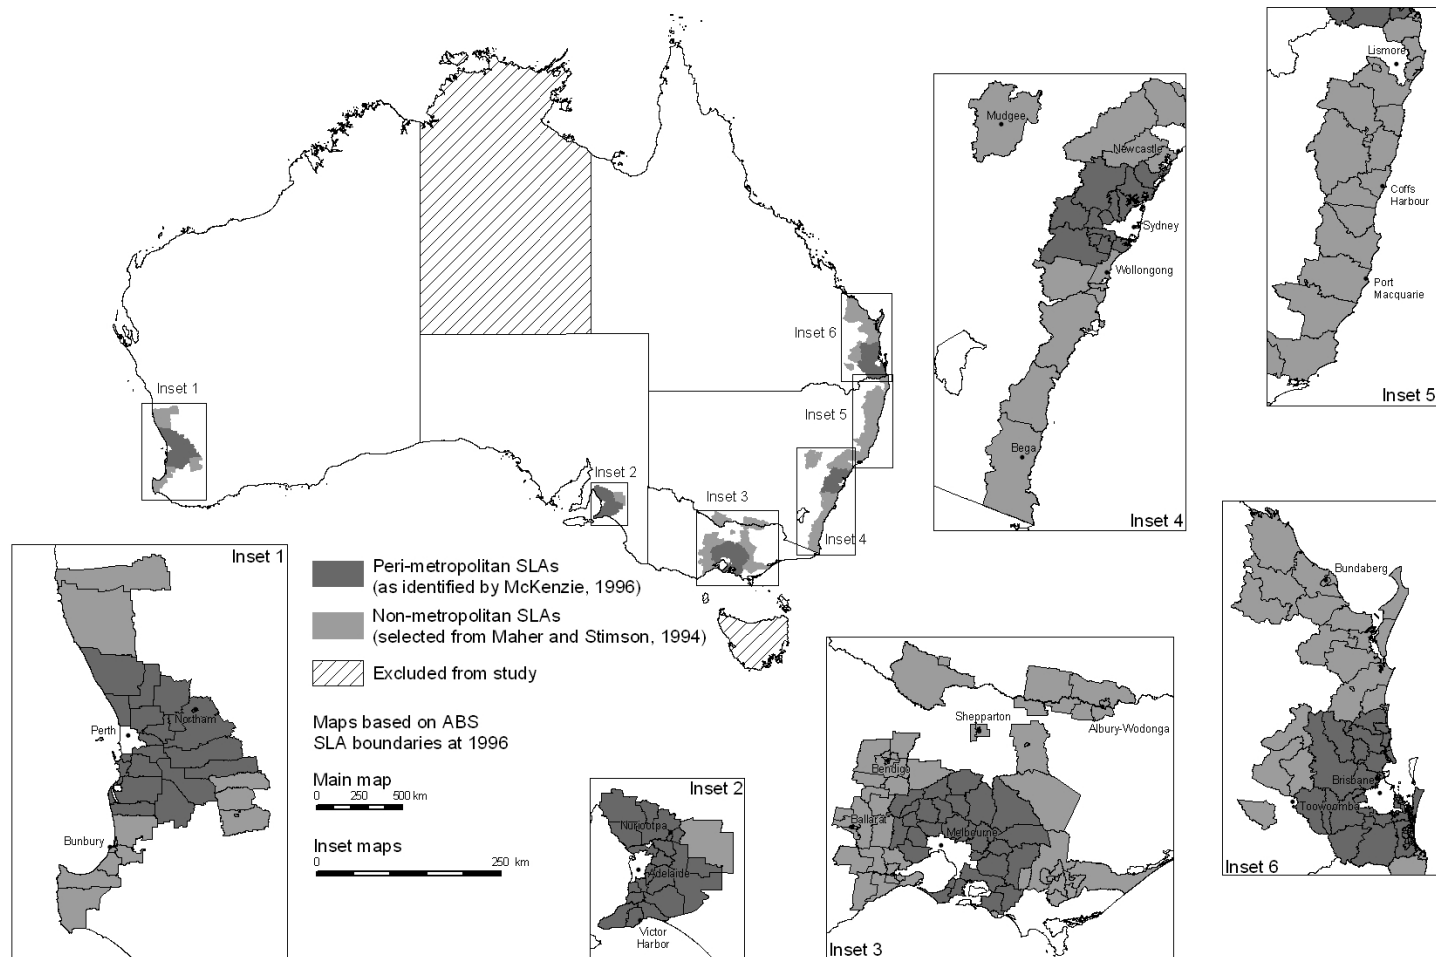 Lismore
Coffs
Harbour
Port
Macquarie
Inset 5
Mudgee
Newcastle
Sydney
Wollongong
Bega
Inset 4
Inset 6
Inset 5
Inset 1
Inset 2
Inset 3
Inset 4
Inset 1
Perth
Northam
Bunbury
Peri-metropolitan SLAs
(as identified by McKenzie, 1996)
Non-metropolitan SLAs
(selected from Maher and Stimson, 1994)
Excluded from study
Maps based on ABS
SLA boundaries at 1996
Main map
0 250 500 km
Inset maps
0 250 km
Inset 2
Nuriootpa
Adelaide
Victor
Harbor
Shepparton
Albury-Wodonga
Bendigo
Ballarat
Melbourne
Inset 3
Bundaberg
Brisbane
Toowoomba
Inset 6